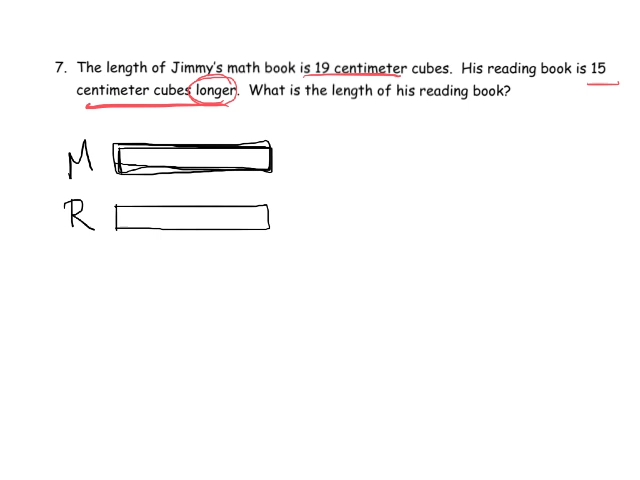 7. The length of Jimmy's math book is 19 centimeter cubes. His reading book is 15
centimeter cubes longer. What is the length of his reading book?
M
R